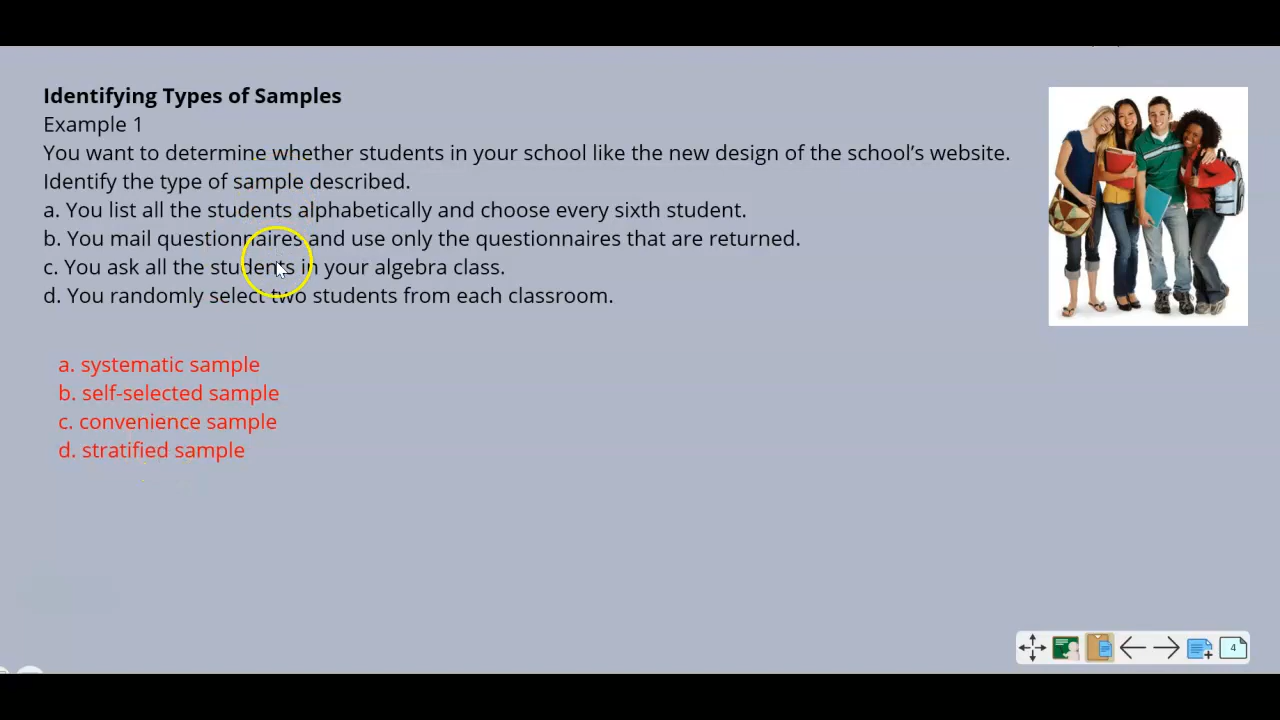 Identifying Types of Samples
Example 1
You want to determine whether students in your school like the new design of the school’s website.
Identify the type of sample described.
a. You list all the students alphabetically and choose every sixth student.
b. You mail questionnaires and use only the questionnaires that are returned.
c. You ask all the students in your algebra class.
d. You randomly select two students from each classroom.
a. systematic sample
b. self-selected sample
c. convenience sample
d. stratified sample
4